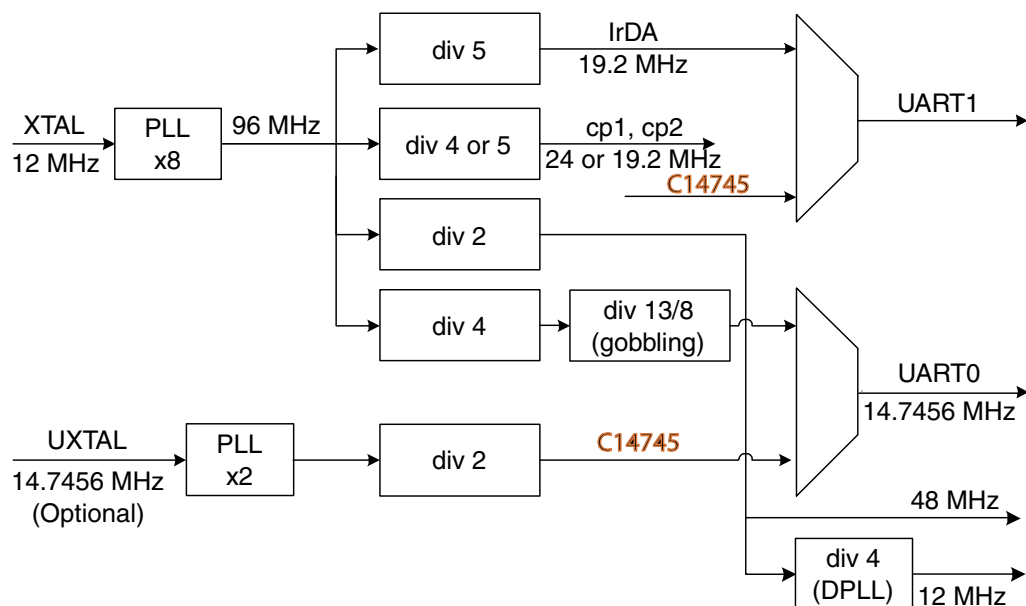 div 5
IrDA
19.2 MHz
UART1
XTAL
12 MHz
PLL
x8
96 MHz
div 4 or 5
cp1, cp2
24 or 19.2 MHz
C14745
div 2
div 4
div 13/8
(gobbling)
UART0
14.7456 MHz
UXTAL
14.7456 MHz
(Optional)
PLL
x2
div 2
C14745
48 MHz
div 4
(DPLL)
12 MHz